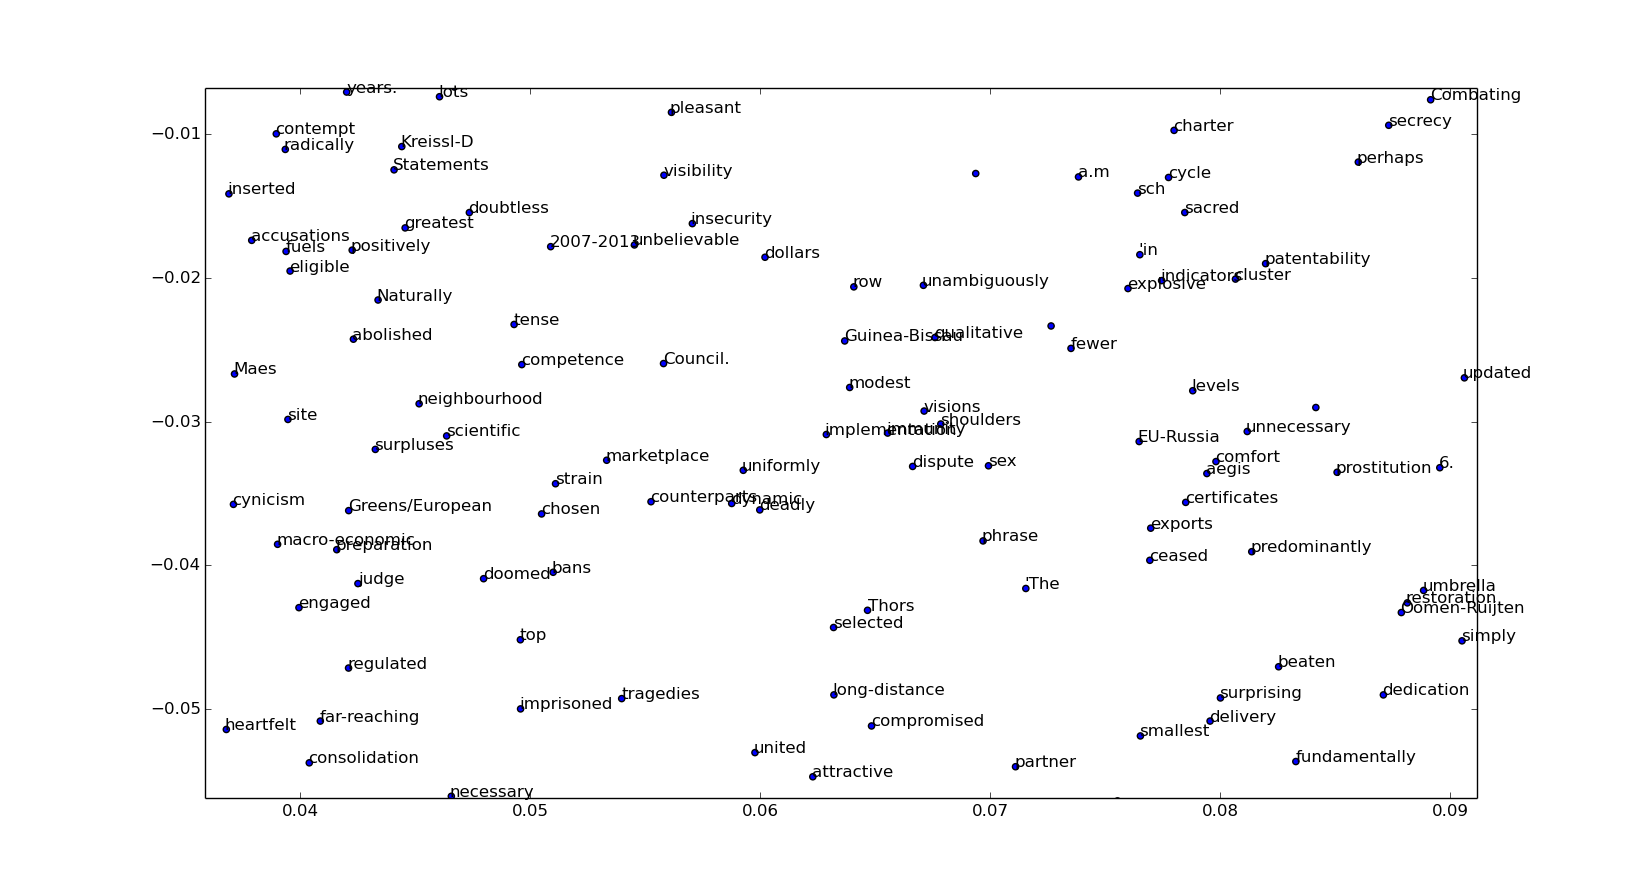 years.
lots
Combating
pleasant
secrecy
−0.01
contempt
charter
radically
Kreissl-D
perhaps
Statements
visibility
a.m
cycle
inserted
sch
doubtless
sacred
greatest
insecurity
accusations
fuels
positively
2007-2013
unbelievable
dollars
'in
patentability
eligible
−0.02
row
unambiguously
explosive
indicators
cluster
Naturally
tense
abolished
Guinea-Bissau
qualitative
fewer
competence
Council.
Maes
modest
levels
updated
neighbourhood
visions
site
−0.03
scientific
implementation
immunity
shoulders
EU-Russia
unnecessary
surpluses
marketplace
uniformly
dispute
sex
comfort
aegis
prostitution
6.
strain
cynicism
Greens/European
chosen
counterparts
dynamic
deadly
certificates
exports
macro-economic
preparation
phrase
ceased
predominantly
−0.04
judge
doomed
bans
'The
umbrella
engaged
Thors
restoration
Oomen-Ruijten
selected
top
simply
regulated
beaten
imprisoned
tragedies
long-distance
surprising
dedication
−0.05
heartfelt
far-reaching
compromised
smallest
delivery
consolidation
united
attractive
partner
fundamentally
necessary
0.04
0.05
0.06
0.07
0.08
0.09